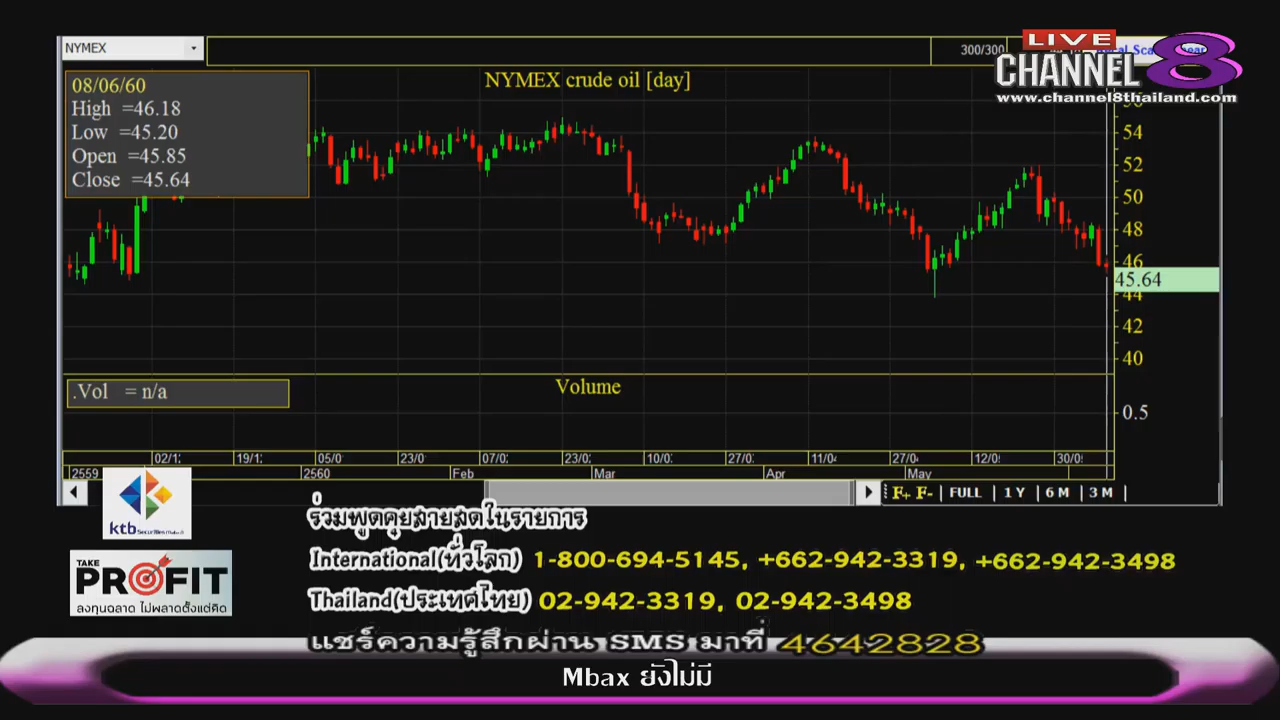 NYMEX
300/300
LIVE
CHANNEL 8
www.channel8thailand.com
08/06/60
High =46.18
Low =45.20
Open =45.85
Close =45.64
NYMEX crude oil [day]
54
52
50
48
46
45.64
44
42
40
.Vol = n/a
Volume
0.5
02/1 19/1 05/0 23/0 07/0 23/0 10/0 27/0 11/0 27/0 12/0 30/0
2559 2560 Feb Mar Apr May
F+ F- FULL 1 Y 6 M 3 M
ktb
Securities
TAKE
PROFIT
ลงทุนฉลาด ไม่พลาดตั้งแต่คิด
ร่วมพูดคุยสายสดในรายการ
International(ทั่วโลก) 1-800-694-5145, +662-942-3319, +662-942-3498
Thailand(ประเทศไทย) 02-942-3319, 02-942-3498
แชร์ความรู้สึกผ่าน SMS มาที่ 4642828
Mbax ยังไม่มี